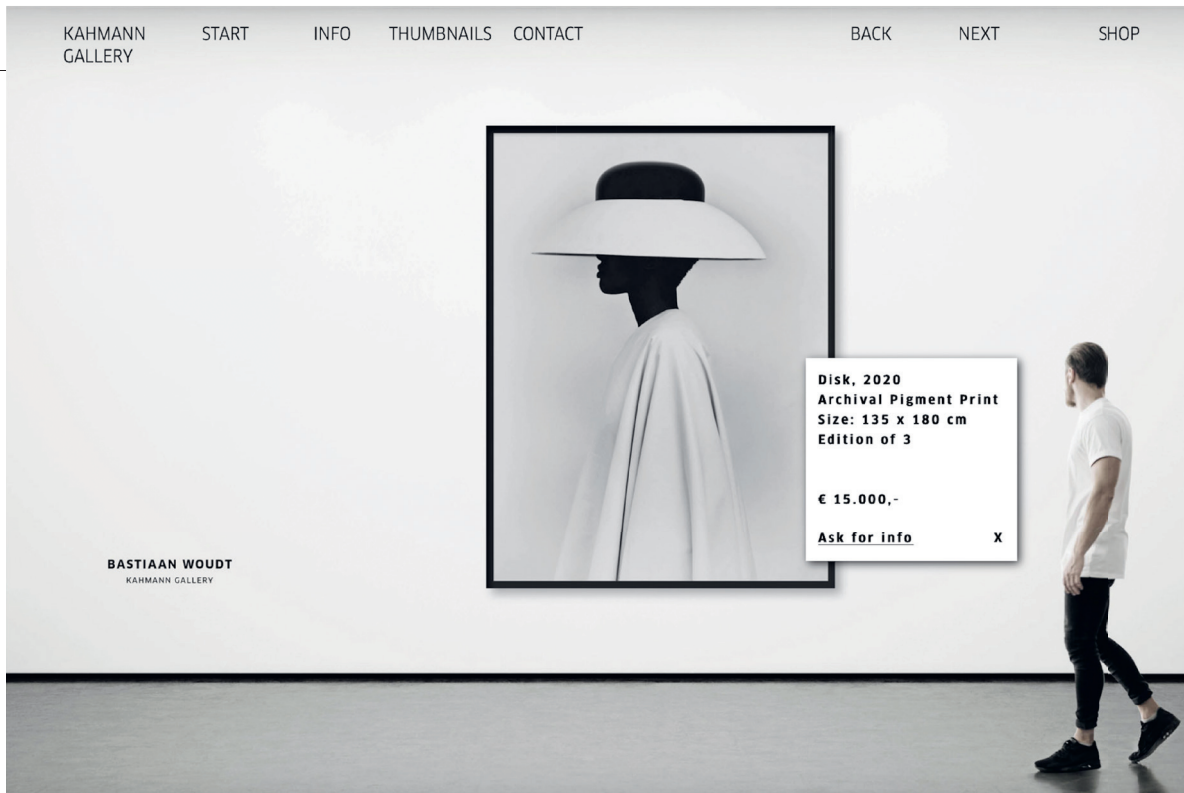 KAHMANN
GALLERY
START
INFO
THUMBNAILS
CONTACT
BACK
NEXT
SHOP
Disk, 2020
Archival Pigment Print
Size: 135 x 180 cm
Edition of 3
€ 15.000,-
Ask for info
X
BASTIAAN WOUDT
KAHMANN GALLERY